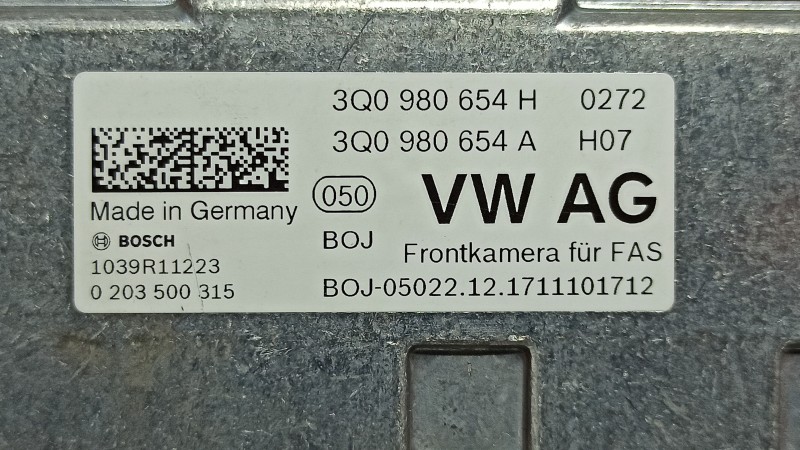 3Q0 980 654 H 0272
3Q0 980 654 A H07
050 VW AG
Made in Germany
BOSCH BOJ Frontkamera für FAS
1039R11223
0 203 500 315 BOJ-05022.12.1711101712